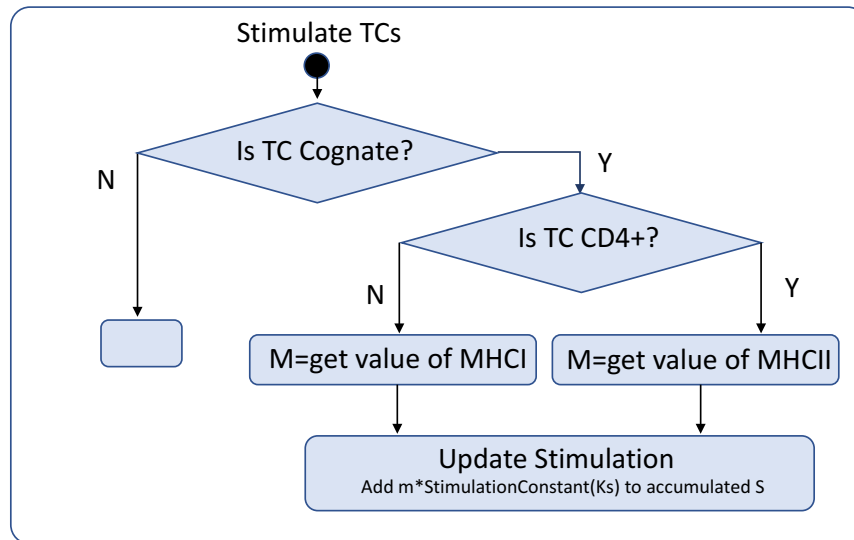 Stimulate TCs
Is TC Cognate?
N
Y
Is TC CD4+?
N
Y
M=get value of MHCI
M=get value of MHCII
Update Stimulation
Add m*StimulationConstant(Ks) to accumulated S